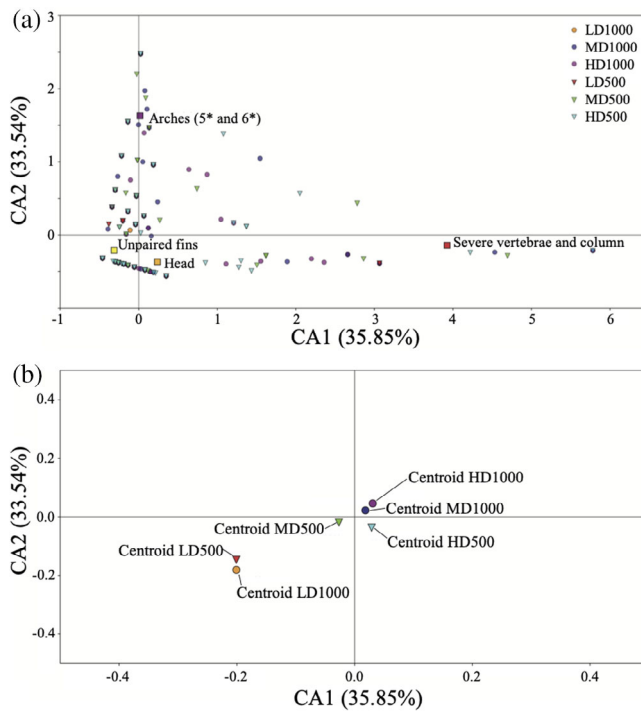 (a)
3
2
1
0
-1
CA2 (33.54%)
-1
0
1
2
3
4
5
6
CA1 (35.85%)
LD1000
MD1000
HD1000
LD500
MD500
HD500
Arches (5* and 6*)
Unpaired fins
Head
Severe vertebrae and column
(b)
0.4
0.2
0.0
-0.2
-0.4
CA2 (33.54%)
-0.4
-0.2
0.0
0.2
0.4
CA1 (35.85%)
Centroid HD1000
Centroid MD1000
Centroid MD500
Centroid HD500
Centroid LD500
Centroid LD1000